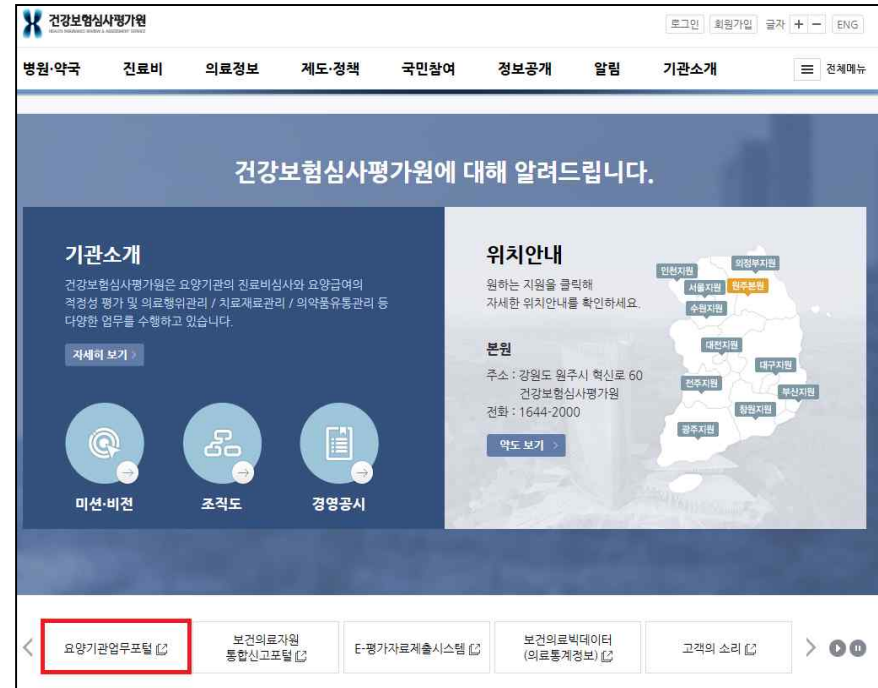 건강보험심사평가원
HEALTH INSURANCE REVIEW & ASSESSMENT SERVICE
로그인 회원가입 글자 + − ENG
병원·약국 진료비 의료정보 제도·정책 국민참여 정보공개 알림 기관소개 전체메뉴
건강보험심사평가원에 대해 알려드립니다.
기관소개
건강보험심사평가원은 요양기관의 진료비심사와 요양급여의
적정성 평가 및 의료행위관리 / 치료재료관리 / 의약품유통관리 등
다양한 업무를 수행하고 있습니다.
자세히 보기 >
미션·비전 조직도 경영공시
위치안내
원하는 지원을 클릭해
자세한 위치안내를 확인하세요.
본원
주소 : 강원도 원주시 혁신로 60
건강보험심사평가원
전화 : 1644-2000
약도 보기 >
의정부지원
인천지원
서울지원 원주본원
수원지원
대전지원
대구지원
전주지원
부산지원
창원지원
광주지원
요양기관업무포털
보건의료자원
통합신고포털
E-평가자료제출시스템
보건의료빅데이터
(의료통계정보)
고객의 소리